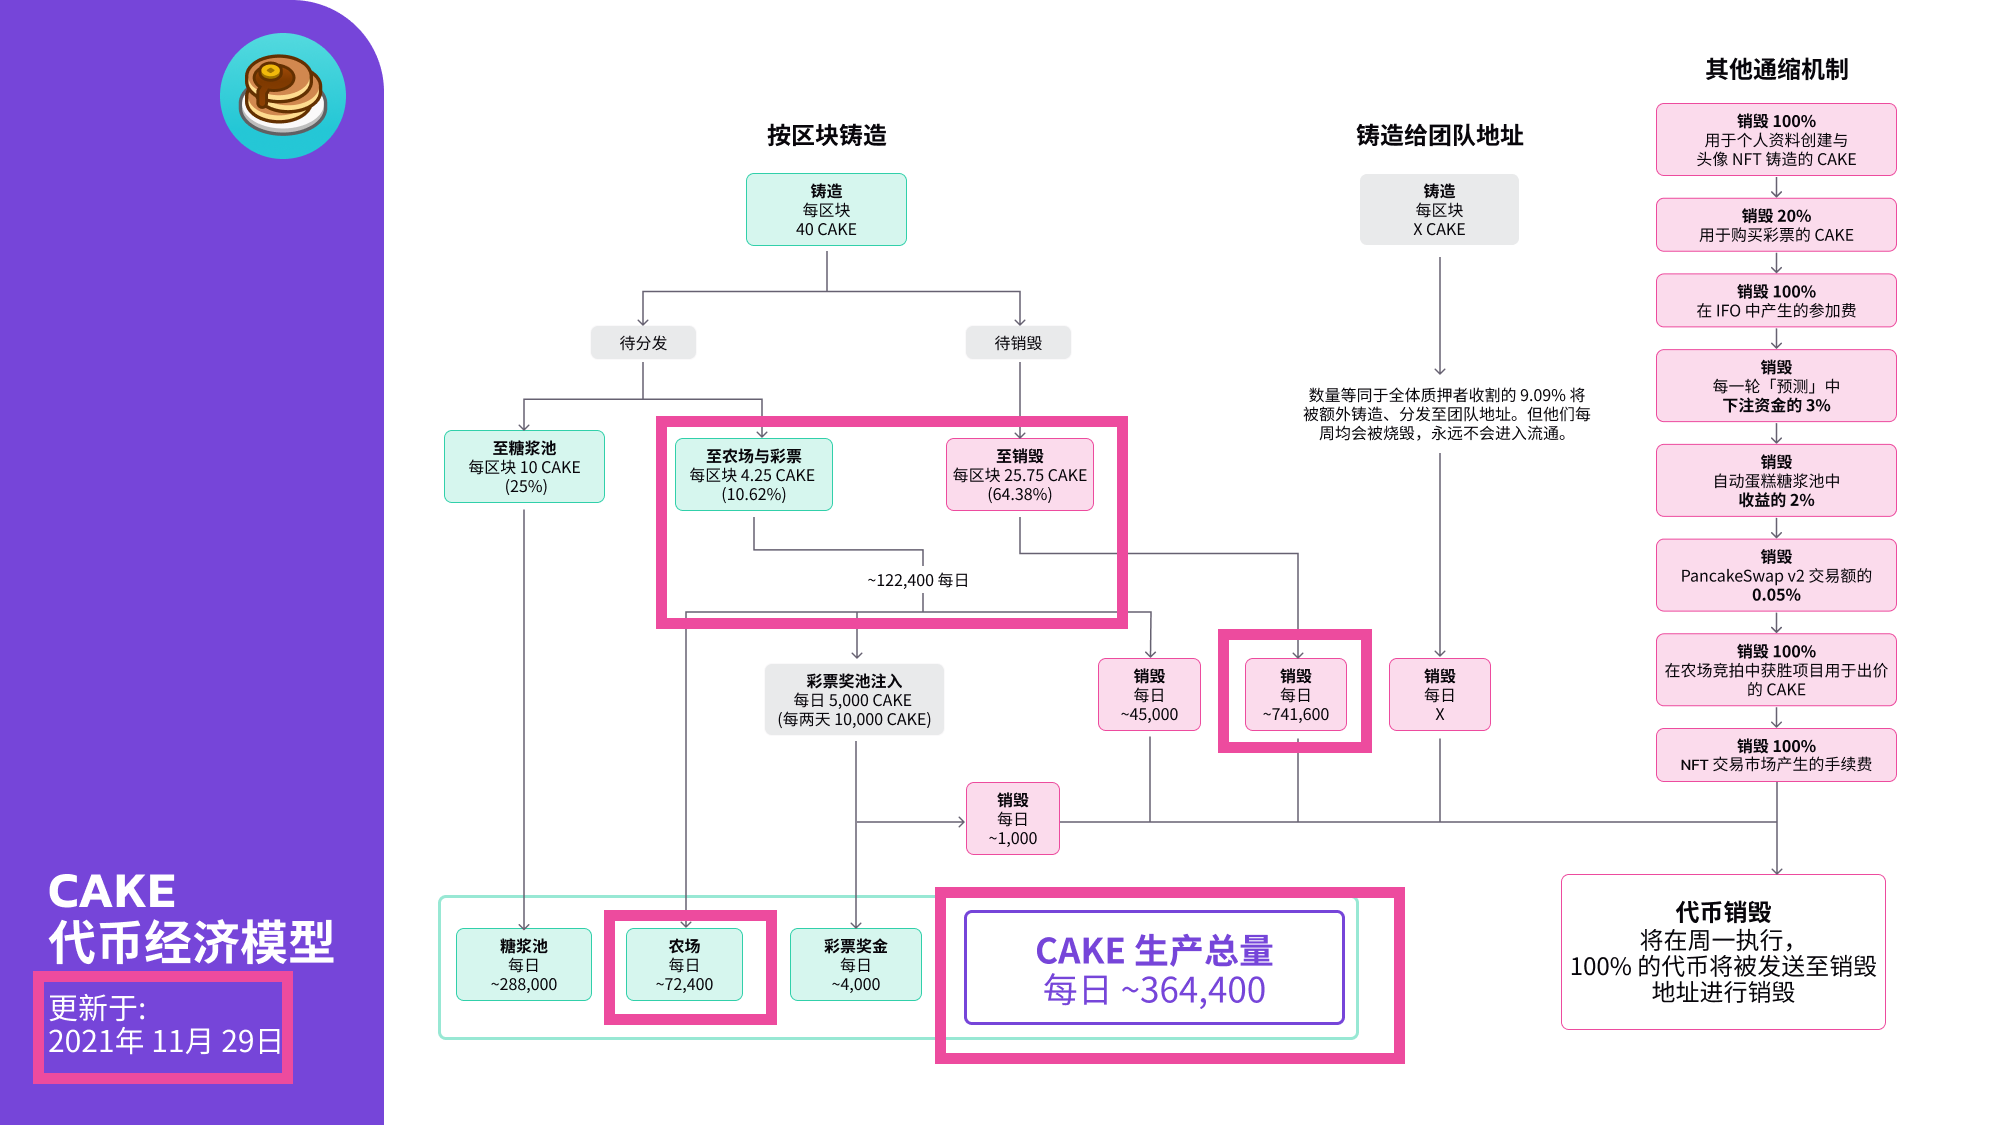 CAKE
代币经济模型
更新于:
2021年 11月 29日
按区块铸造
铸造
每区块
40 CAKE
待分发
待销毁
至糖浆池
每区块 10 CAKE
(25%)
至农场与彩票
每区块 4.25 CAKE
(10.62%)
至销毁
每区块 25.75 CAKE
(64.38%)
~122,400 每日
彩票奖池注入
每日 5,000 CAKE
(每两天 10,000 CAKE)
销毁
每日
~45,000
销毁
每日
~741,600
销毁
每日
X
销毁
每日
~1,000
糖浆池
每日
~288,000
农场
每日
~72,400
彩票奖金
每日
~4,000
CAKE 生产总量
每日 ~364,400
铸造给团队地址
铸造
每区块
X CAKE
数量等同于全体质押者收割的 9.09% 将
被额外铸造、分发至团队地址。但他们每
周均会被烧毁，永远不会进入流通。
其他通缩机制
销毁 100%
用于个人资料创建与
头像 NFT 铸造的 CAKE
销毁 20%
用于购买彩票的 CAKE
销毁 100%
在 IFO 中产生的参加费
销毁
每一轮「预测」中
下注资金的 3%
销毁
自动蛋糕糖浆池中
收益的 2%
销毁
PancakeSwap v2 交易额的
0.05%
销毁 100%
在农场竞拍中获胜项目用于出价
的 CAKE
销毁 100%
NFT 交易市场产生的手续费
代币销毁
将在周一执行，
100% 的代币将被发送至销毁
地址进行销毁